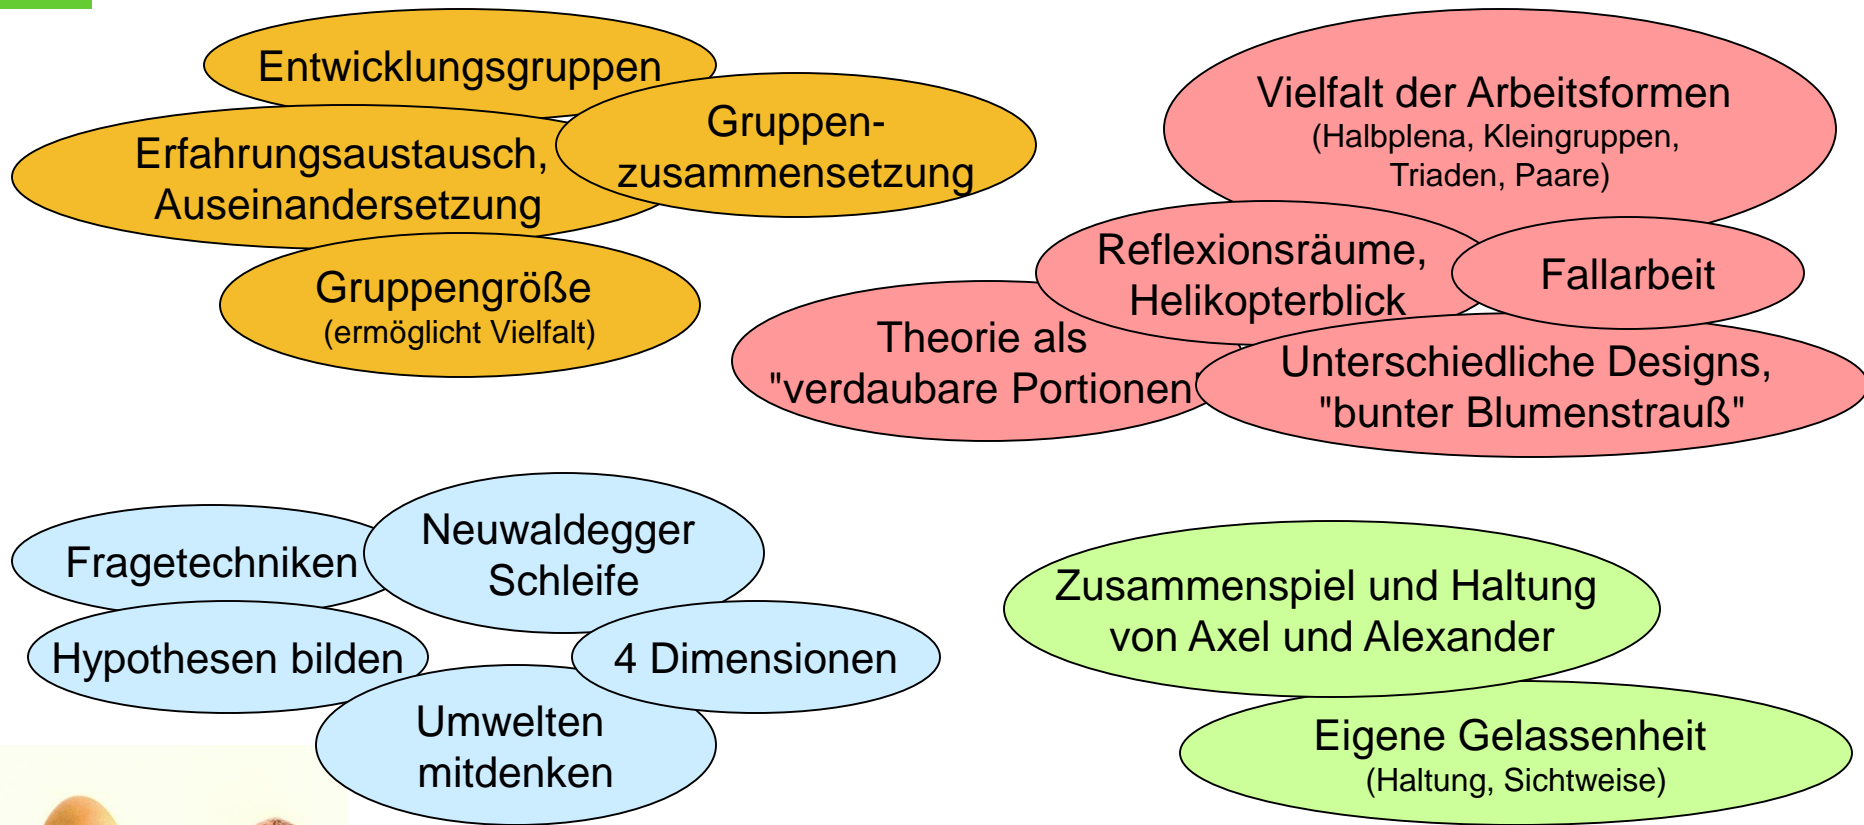 Entwicklungsgruppen
Gruppen-
zusammensetzung
Erfahrungsaustausch,
Auseinandersetzung
Gruppengröße
(ermöglicht Vielfalt)
Vielfalt der Arbeitsformen
(Halbplena, Kleingruppen,
Triaden, Paare)
Reflexionsräume,
Helikopterblick
Fallarbeit
Theorie als
"verdaubare Portionen"
Unterschiedliche Designs,
"bunter Blumenstrauß"
Fragetechniken
Neuwaldegger
Schleife
Hypothesen bilden
4 Dimensionen
Umwelten
mitdenken
Zusammenspiel und Haltung
von Axel und Alexander
Eigene Gelassenheit
(Haltung, Sichtweise)